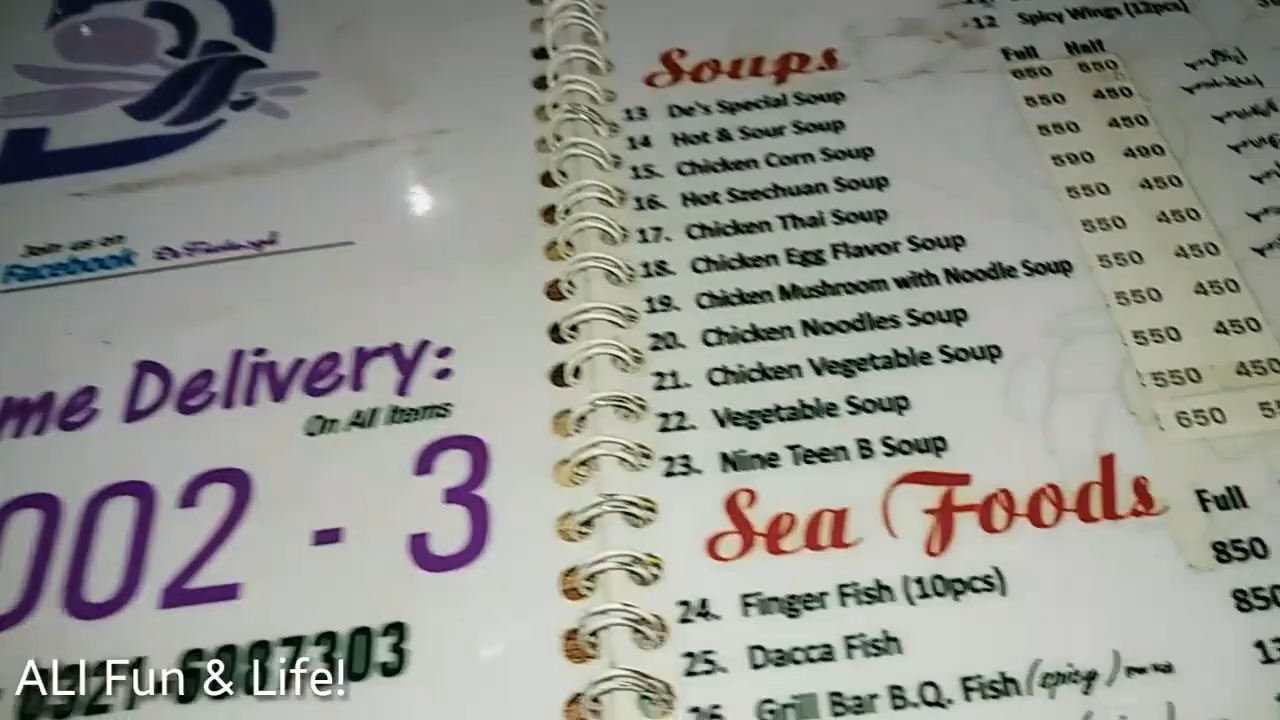 Join us on
Facebook
me Delivery:
On All Items
002 - 3
6321-6987303
12 Spicy Wings (12pcs)
Soups
Full Half
13 De's Special Soup 650 550
14 Hot & Sour Soup 550 450
15. Chicken Corn Soup 550 450
16. Hot Szechuan Soup 590 490
17. Chicken Thai Soup 550 450
18. Chicken Egg Flavor Soup 550 450
19. Chicken Mushroom with Noodle Soup 550 450
20. Chicken Noodles Soup 550 450
21. Chicken Vegetable Soup 550 450
22. Vegetable Soup 550 450
23. Nine Teen B Soup 650
Sea Foods
Full
24. Finger Fish (10pcs) 850
25. Dacca Fish 850
26. Grill Bar B.Q. Fish (spicy)
ALI Fun & Life!